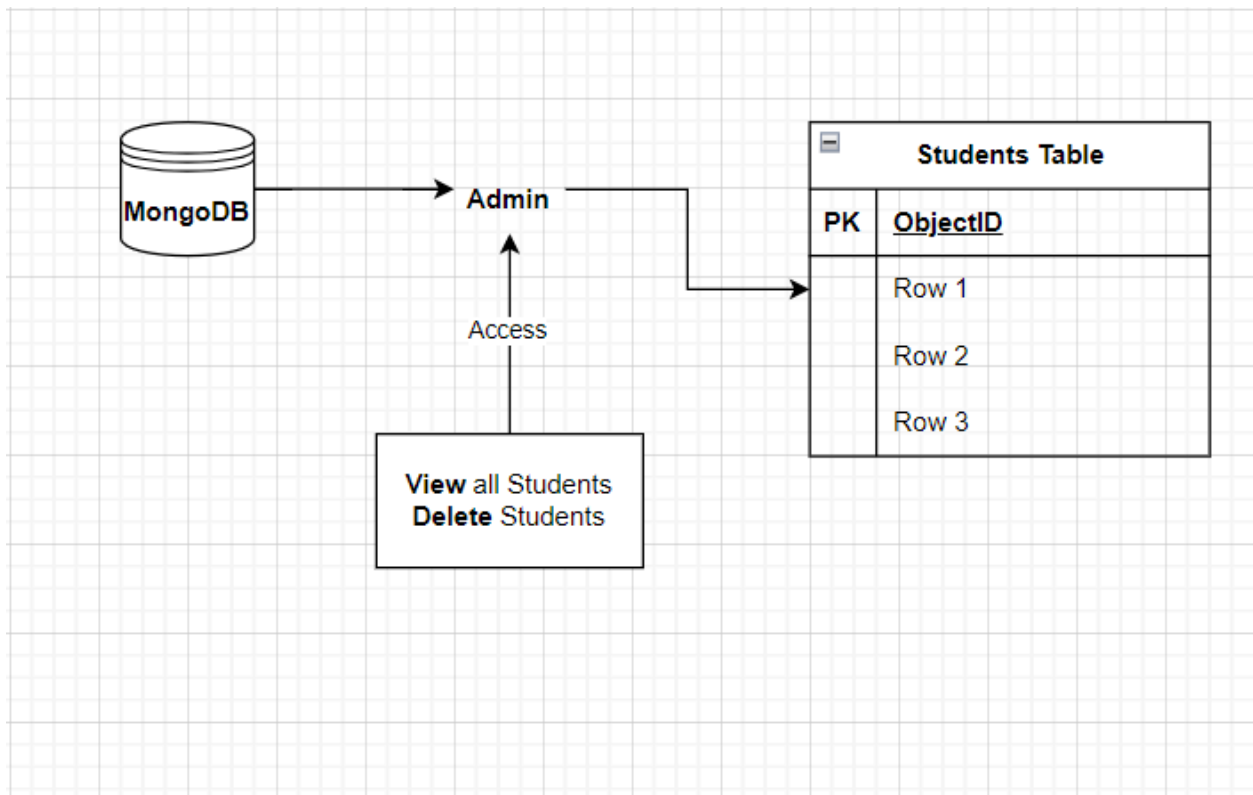 MongoDB
Admin
Access
View all Students
Delete Students
Students Table
PK ObjectID
Row 1
Row 2
Row 3